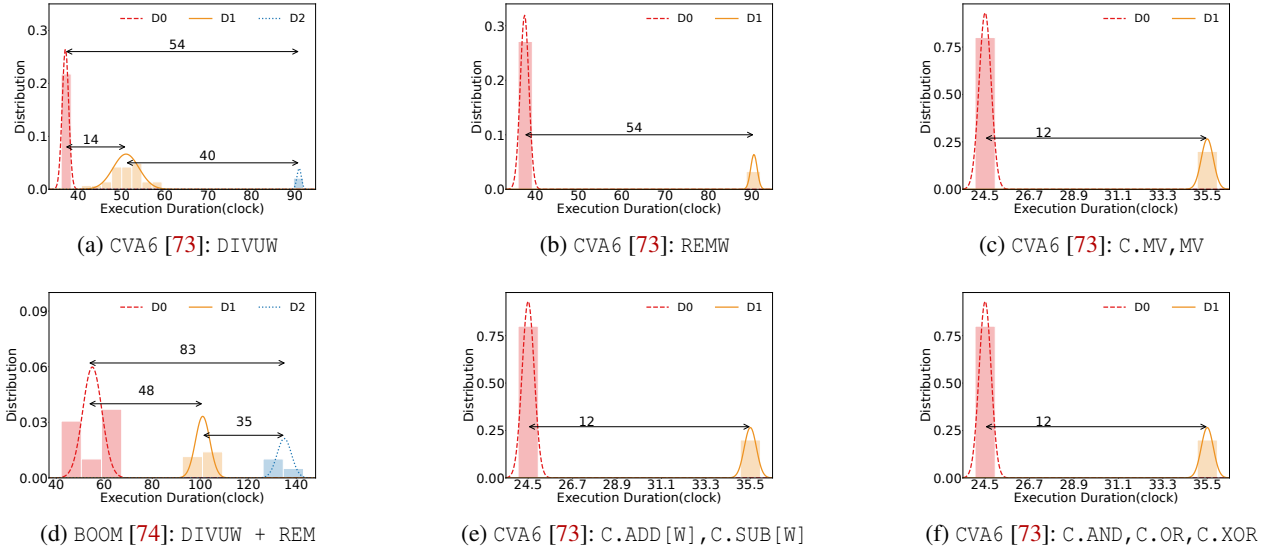 D0 D1 D2
0.3
0.2
0.1
0.0
Distribution
54
14
40
40 50 60 70 80 90
Execution Duration(clock)
(a) CVA6 [73]: DIVUW
D0 D1
0.3
0.2
0.1
0.0
Distribution
54
40 50 60 70 80 90
Execution Duration(clock)
(b) CVA6 [73]: REMW
D0 D1
0.75
0.50
0.25
0.00
Distribution
12
24.5 26.7 28.9 31.1 33.3 35.5
Execution Duration(clock)
(c) CVA6 [73]: C.MV,MV
D0 D1 D2
0.09
0.06
0.03
0.00
Distribution
83
48
35
40 60 80 100 120 140
Execution Duration(clock)
(d) BOOM [74]: DIVUW + REM
D0 D1
0.75
0.50
0.25
0.00
Distribution
12
24.5 26.7 28.9 31.1 33.3 35.5
Execution Duration(clock)
(e) CVA6 [73]: C.ADD[W],C.SUB[W]
D0 D1
0.75
0.50
0.25
0.00
Distribution
12
24.5 26.7 28.9 31.1 33.3 35.5
Execution Duration(clock)
(f) CVA6 [73]: C.AND,C.OR,C.XOR